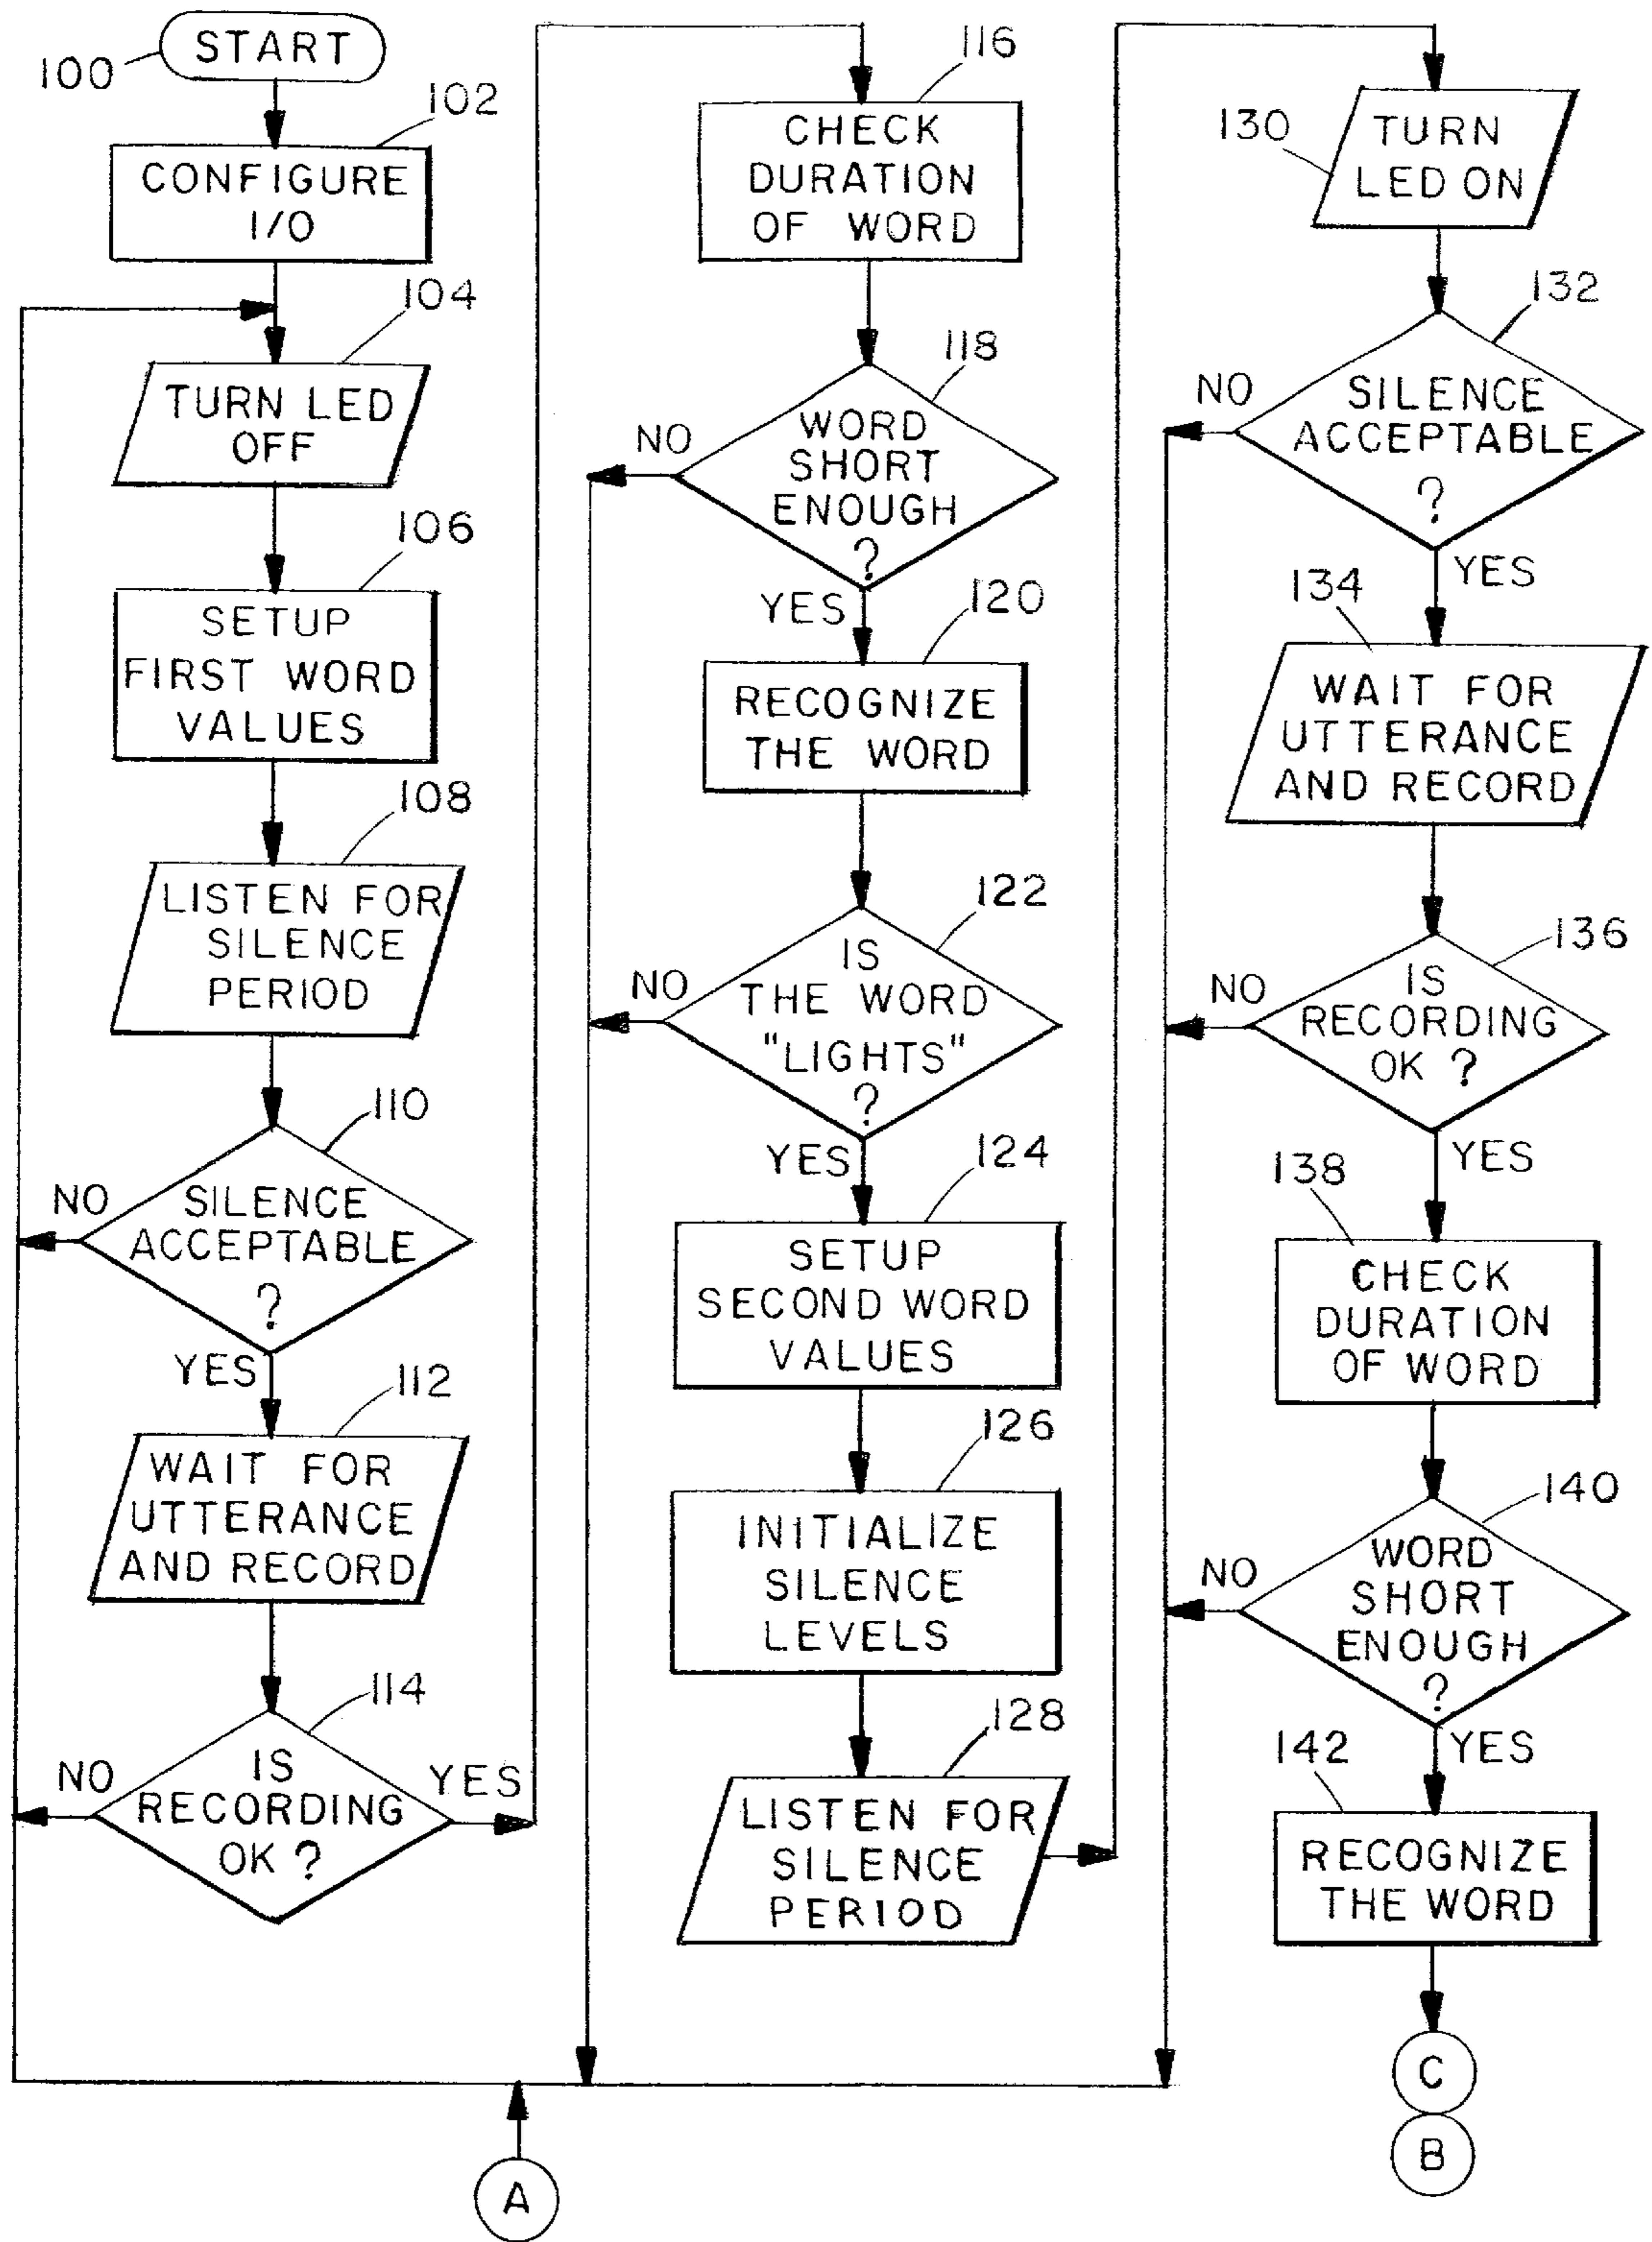 START
100
102
CONFIGURE
I/O
104
TURN LED
OFF
106
SETUP
FIRST WORD
VALUES
108
LISTEN FOR
SILENCE
PERIOD
110
NO
SILENCE
ACCEPTABLE
?
YES
112
WAIT FOR
UTTERANCE
AND RECORD
114
NO
IS
RECORDING
OK ?
YES
116
CHECK
DURATION
OF WORD
118
NO
WORD
SHORT
ENOUGH
?
YES
120
RECOGNIZE
THE WORD
122
NO
IS
THE WORD
"LIGHTS"
?
YES
124
SETUP
SECOND WORD
VALUES
126
INITIALIZE
SILENCE
LEVELS
128
LISTEN FOR
SILENCE
PERIOD
130
TURN
LED ON
132
NO
SILENCE
ACCEPTABLE
?
YES
134
WAIT FOR
UTTERANCE
AND RECORD
136
NO
IS
RECORDING
OK ?
YES
138
CHECK
DURATION
OF WORD
140
NO
WORD
SHORT
ENOUGH
?
YES
142
RECOGNIZE
THE WORD
C
B
A